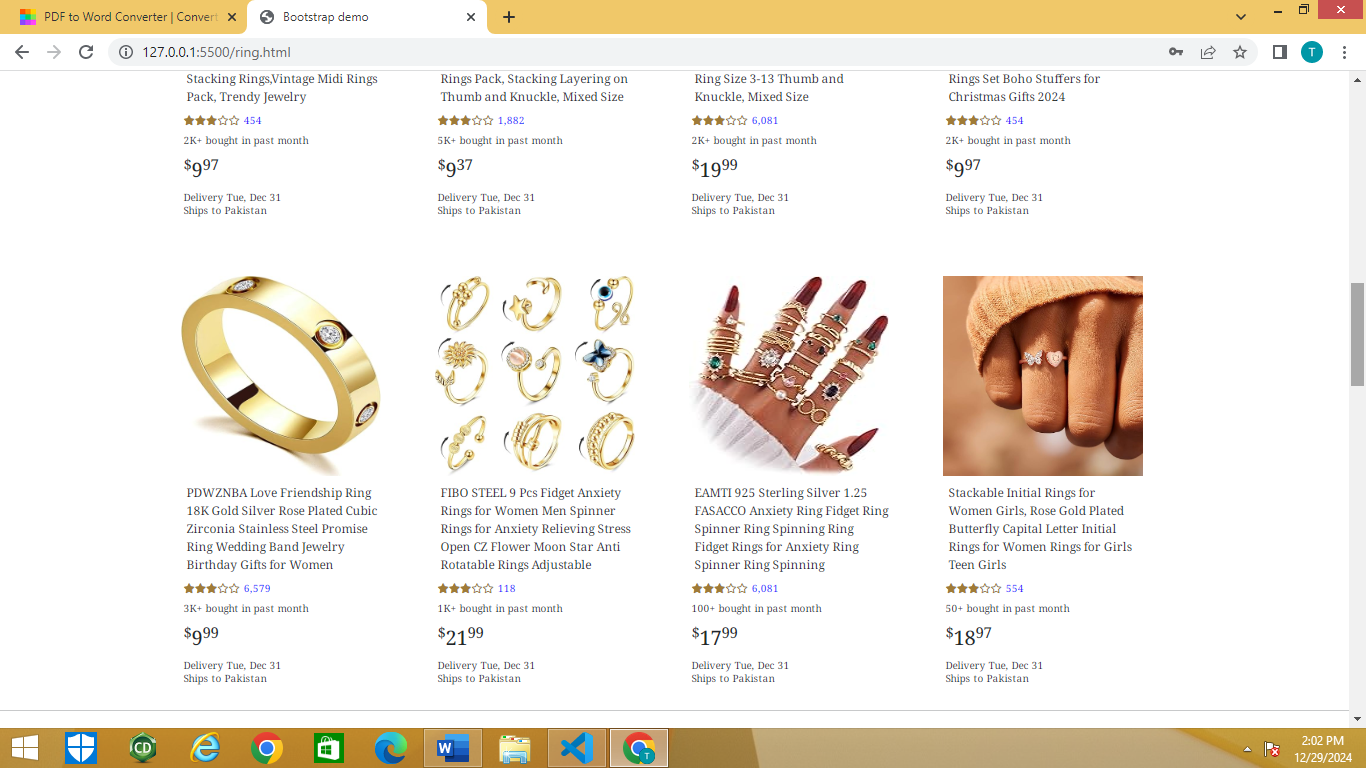 PDF to Word Converter | Convert
Bootstrap demo
127.0.0.1:5500/ring.html
T
Stacking Rings,Vintage Midi Rings
Pack, Trendy Jewelry
454
2K+ bought in past month
$997
Delivery Tue, Dec 31
Ships to Pakistan
Rings Pack, Stacking Layering on
Thumb and Knuckle, Mixed Size
1,882
5K+ bought in past month
$937
Delivery Tue, Dec 31
Ships to Pakistan
Ring Size 3-13 Thumb and
Knuckle, Mixed Size
6,081
2K+ bought in past month
$1999
Delivery Tue, Dec 31
Ships to Pakistan
Rings Set Boho Stuffers for
Christmas Gifts 2024
454
2K+ bought in past month
$997
Delivery Tue, Dec 31
Ships to Pakistan
PDWZNBA Love Friendship Ring
18K Gold Silver Rose Plated Cubic
Zirconia Stainless Steel Promise
Ring Wedding Band Jewelry
Birthday Gifts for Women
6,579
3K+ bought in past month
$999
Delivery Tue, Dec 31
Ships to Pakistan
FIBO STEEL 9 Pcs Fidget Anxiety
Rings for Women Men Spinner
Rings for Anxiety Relieving Stress
Open CZ Flower Moon Star Anti
Rotatable Rings Adjustable
118
1K+ bought in past month
$2199
Delivery Tue, Dec 31
Ships to Pakistan
EAMTI 925 Sterling Silver 1.25
FASACCO Anxiety Ring Fidget Ring
Spinner Ring Spinning Ring
Fidget Rings for Anxiety Ring
Spinner Ring Spinning
6,081
100+ bought in past month
$1799
Delivery Tue, Dec 31
Ships to Pakistan
Stackable Initial Rings for
Women Girls, Rose Gold Plated
Butterfly Capital Letter Initial
Rings for Women Rings for Girls
Teen Girls
554
50+ bought in past month
$1897
Delivery Tue, Dec 31
Ships to Pakistan
CD
W
T
2:02 PM
12/29/2024